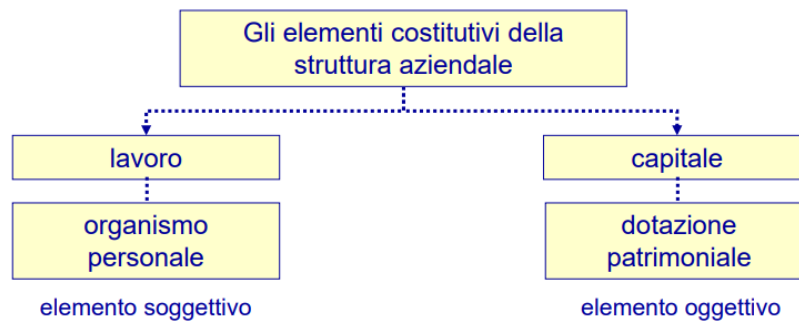 Gli elementi costitutivi della
struttura aziendale
lavoro
capitale
organismo
personale
dotazione
patrimoniale
elemento soggettivo
elemento oggettivo